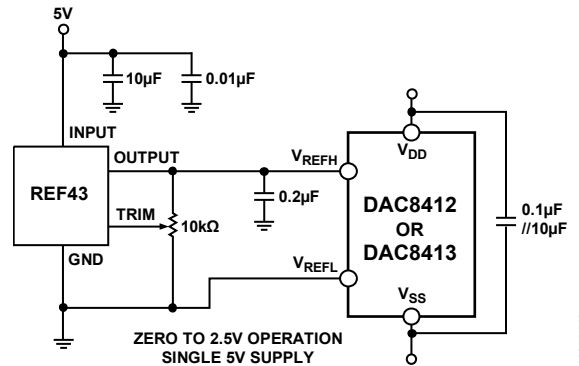 5V
10µF
0.01µF
INPUT
OUTPUT
REF43
TRIM
10kΩ
GND
0.2µF
VREFH
VREFL
VDD
DAC8412
OR
DAC8413
VSS
0.1µF
//10µF
ZERO TO 2.5V OPERATION
SINGLE 5V SUPPLY